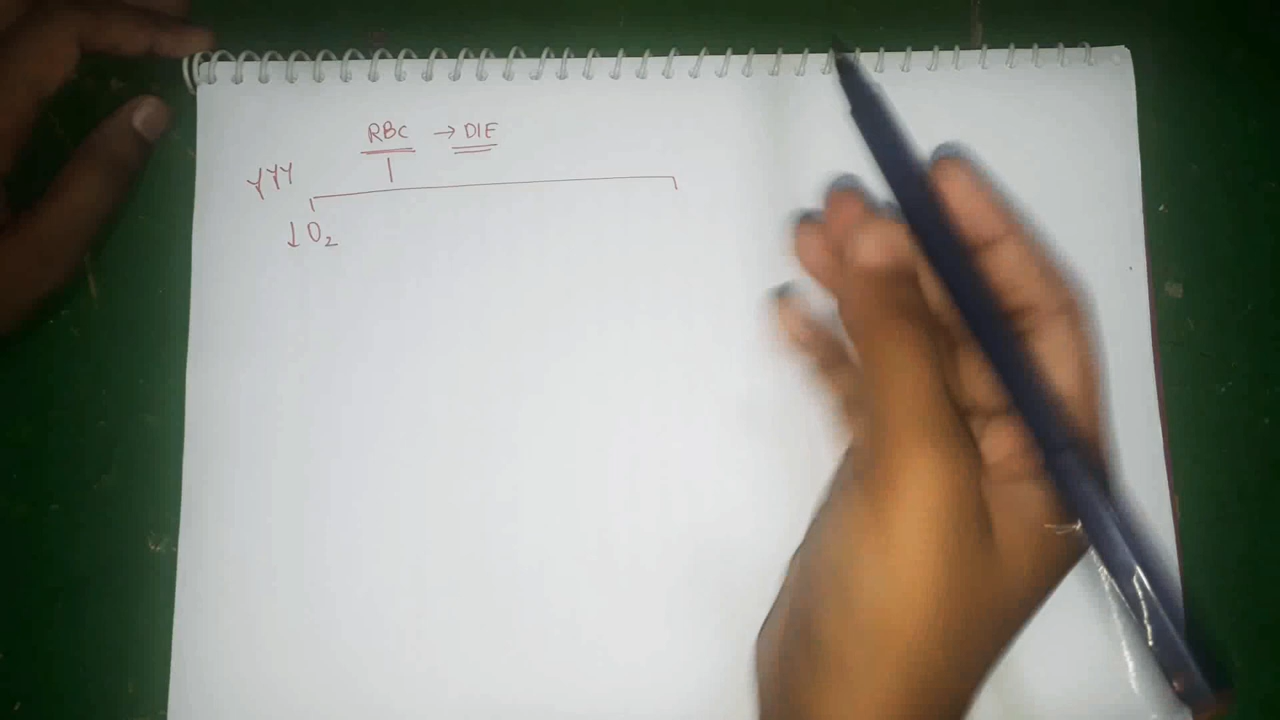 RBC → DIE
YYY
↓O₂